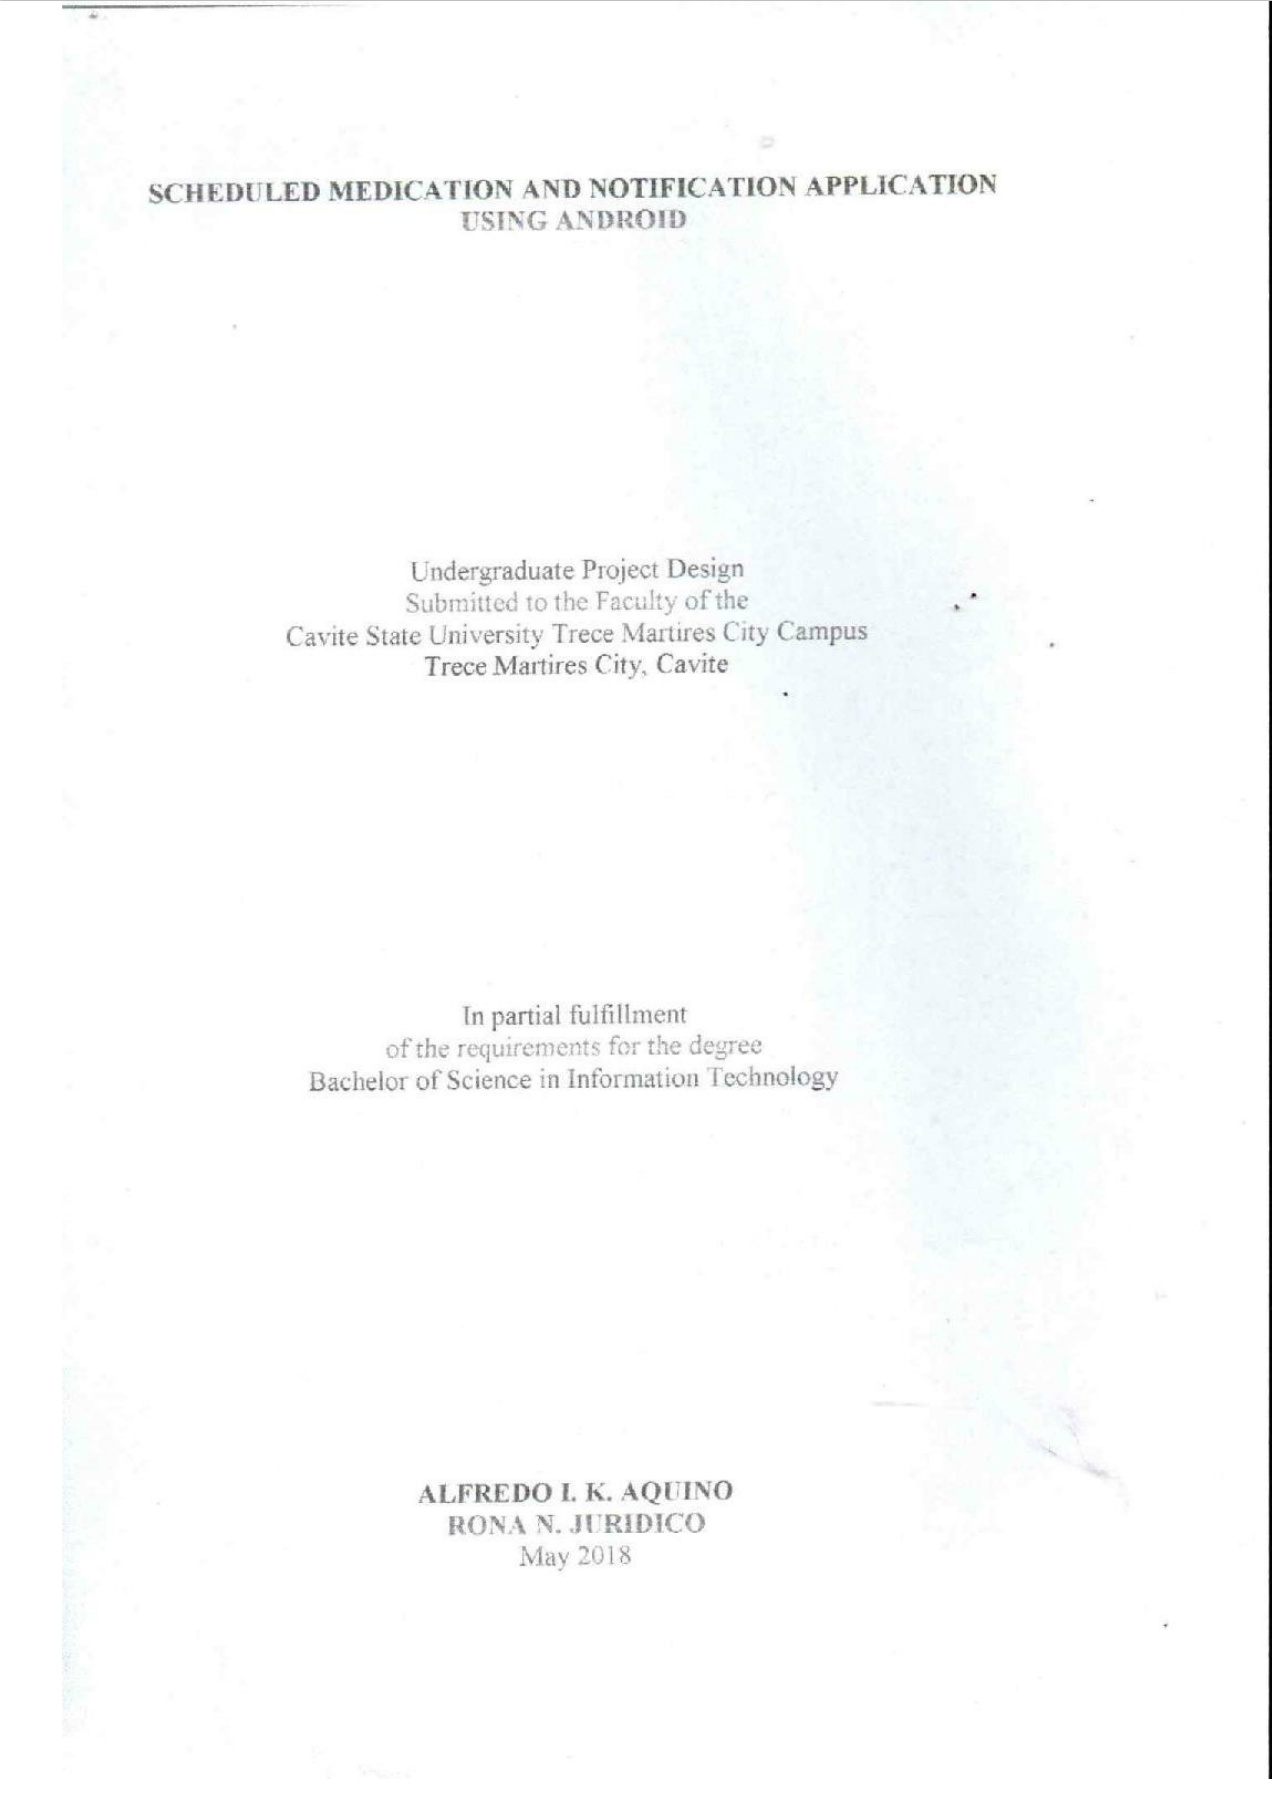 SCHEDULED MEDICATION AND NOTIFICATION APPLICATION
USING ANDROID
Undergraduate Project Design
Submitted to the Faculty of the
Cavite State University Trece Martires City Campus
Trece Martires City, Cavite
In partial fulfillment
of the requirements for the degree
Bachelor of Science in Information Technology
ALFREDO I. K. AQUINO
RONA N. JURIDICO
May 2018